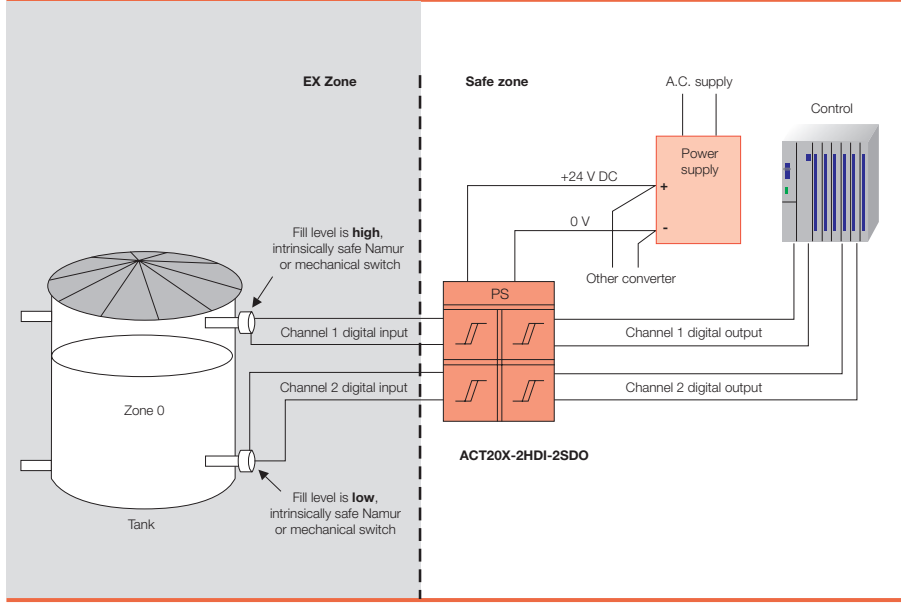 EX Zone
Safe zone
A.C. supply
Control
Power
supply
+24 V DC
+
0 V
-
Other converter
Fill level is high,
intrinsically safe Namur
or mechanical switch
PS
Channel 1 digital input
Channel 1 digital output
Channel 2 digital input
Channel 2 digital output
Zone 0
ACT20X-2HDI-2SDO
Fill level is low,
intrinsically safe Namur
or mechanical switch
Tank